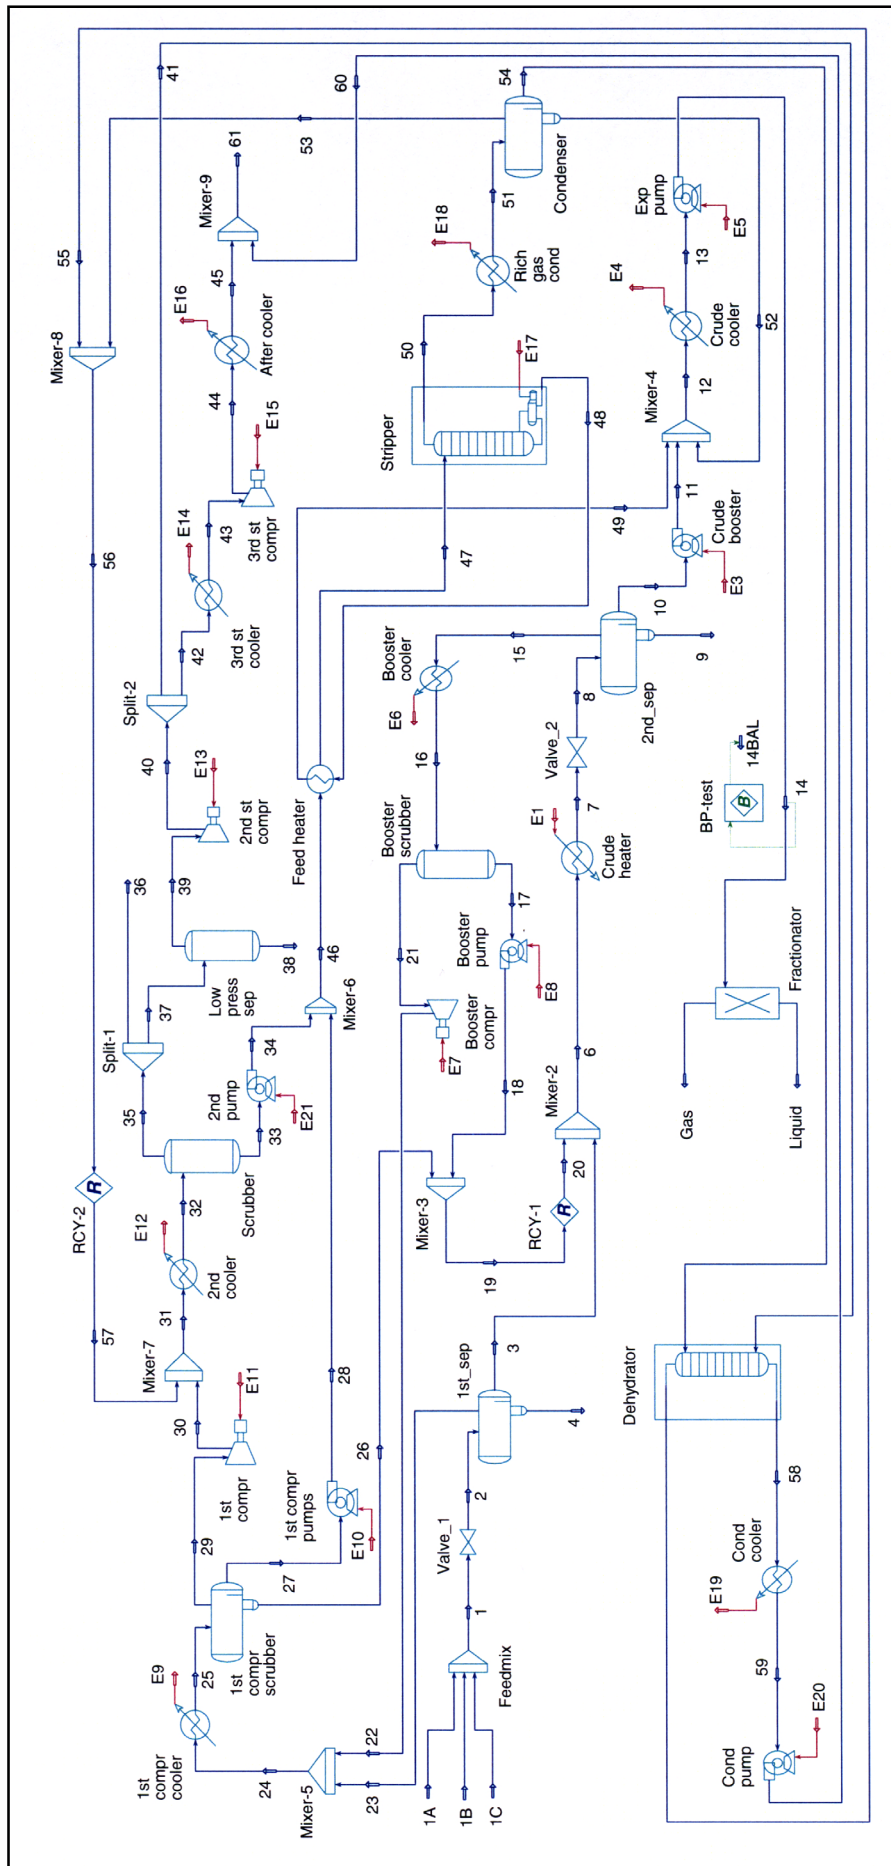 57
RCY-2
56
Mixer-8
55
41
1st compr
cooler
E9
Mixer-7
E12
35
Split-1
36
40
Split-2
25
29
30
31
32
37
39
E13
42
E14
44
E16
45
Mixer-9
61
60
24
1st
compr
scrubber
1st compr
E11
2nd
cooler
Scrubber
33
2nd pump
34
Low
press
sep
38
2nd st
compr
3rd st
cooler
43
3rd st
compr
E15
After cooler
53
54
Mixer-5
23
22
27
1st compr
pumps
E10
28
E21
Mixer-6
46
Feed heater
26
21
Booster
scrubber
E6
16
Booster
cooler
47
Stripper
50
E17
E18
51
Rich
gas
cond
Condenser
Mixer-3
18
E7
Booster
compr
Booster
pump
17
E8
15
49
48
1A
1B
1C
Feedmix
1
Valve_1
2
1st_sep
3
4
19
RCY-1
20
Mixer-2
6
E1
Crude
heater
7
Valve_2
8
2nd_sep
9
10
E3
11
Crude
booster
Mixer-4
12
E4
Crude
cooler
13
Exp
pump
E5
52
Cond
pump
E20
59
E19
Cond
cooler
58
Dehydrator
Gas
Liquid
Fractionator
BP-test
B
14BAL
14
R
R